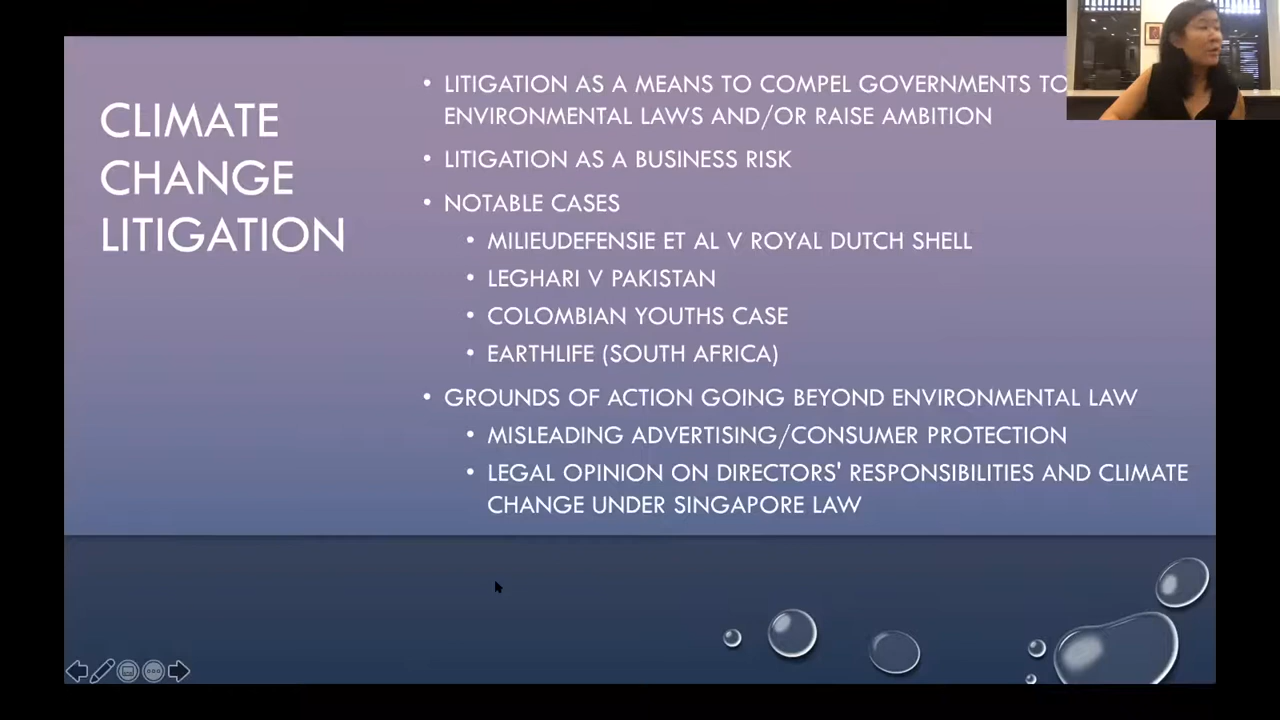 CLIMATE
CHANGE
LITIGATION
• LITIGATION AS A MEANS TO COMPEL GOVERNMENTS TO
ENVIRONMENTAL LAWS AND/OR RAISE AMBITION
• LITIGATION AS A BUSINESS RISK
• NOTABLE CASES
• MILIEUDEFENSIE ET AL V ROYAL DUTCH SHELL
• LEGHARI V PAKISTAN
• COLOMBIAN YOUTHS CASE
• EARTHLIFE (SOUTH AFRICA)
• GROUNDS OF ACTION GOING BEYOND ENVIRONMENTAL LAW
• MISLEADING ADVERTISING/CONSUMER PROTECTION
• LEGAL OPINION ON DIRECTORS' RESPONSIBILITIES AND CLIMATE
CHANGE UNDER SINGAPORE LAW